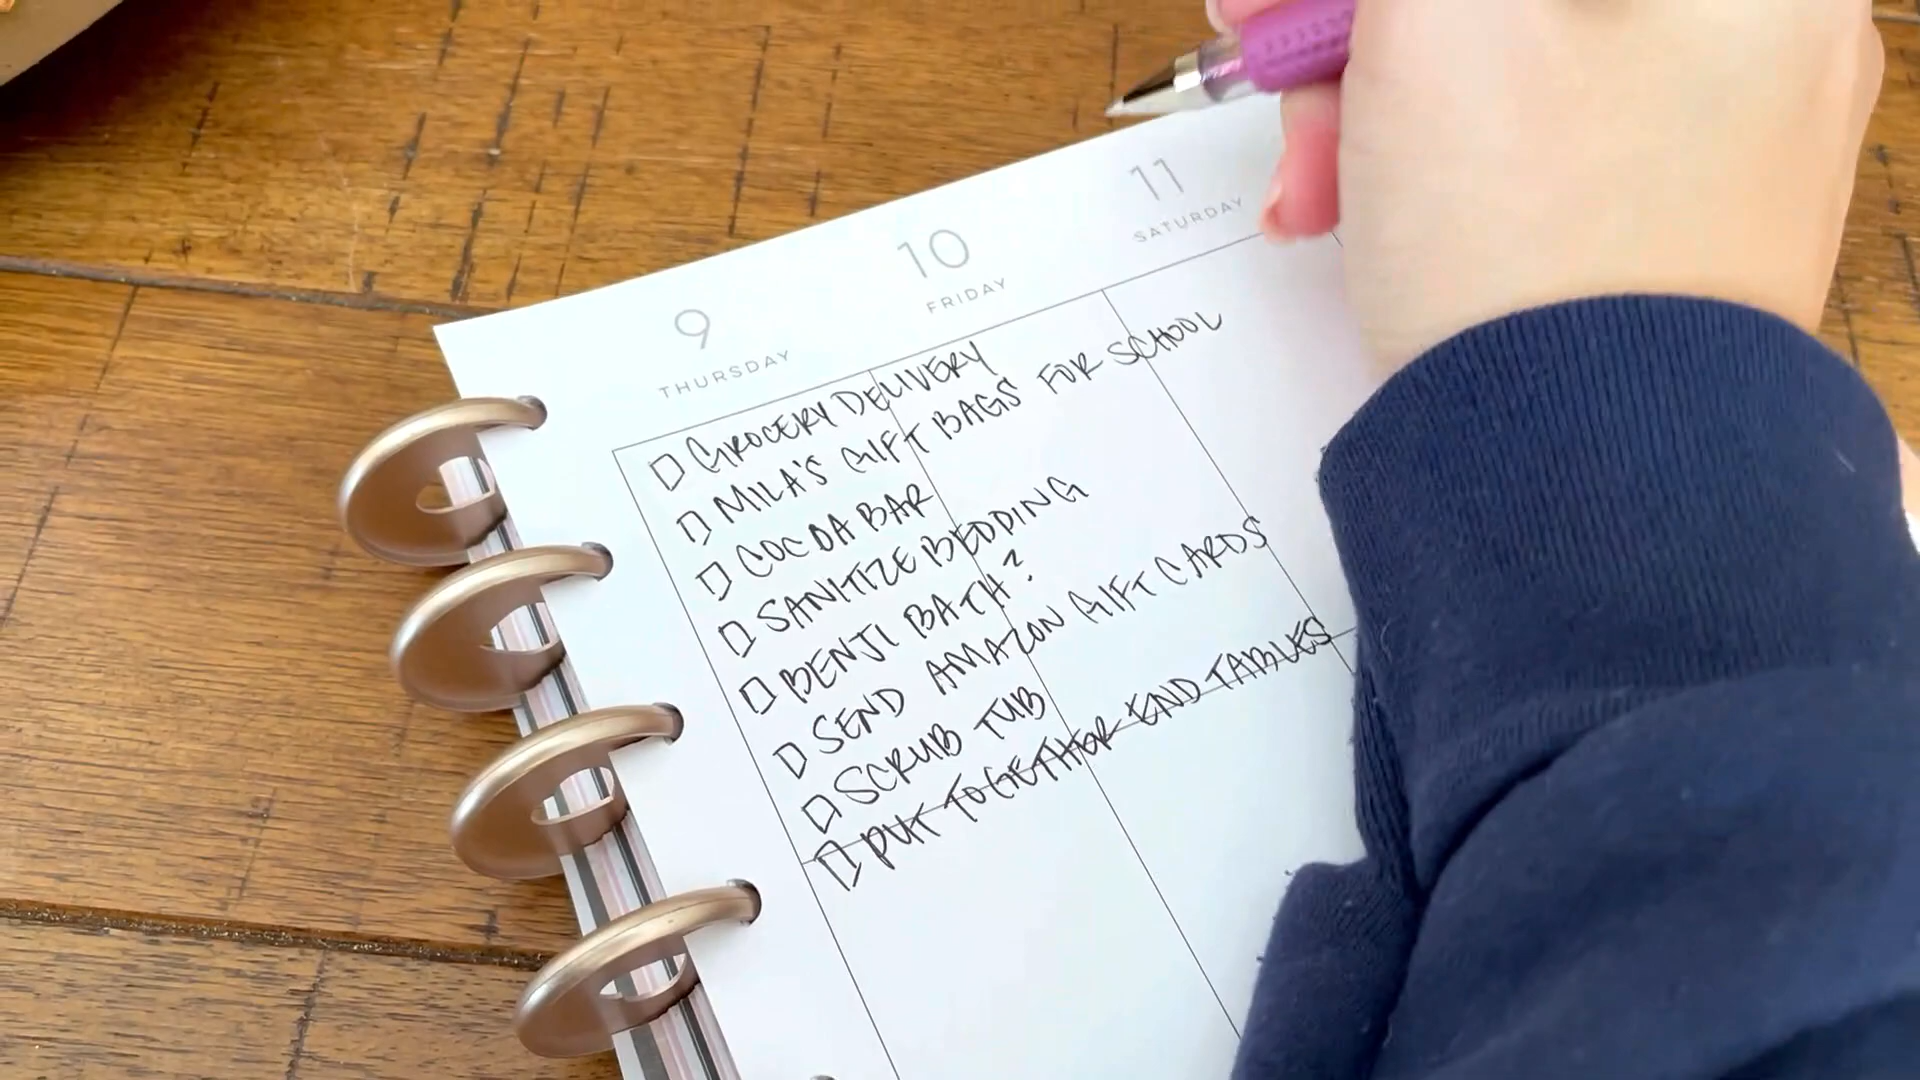 9
THURSDAY
10
FRIDAY
11
SATURDAY
GROCERY DELIVERY
MILA'S GIFT BAGS FOR SCHOOL
COCOA BAR
SANITIZE BEDDING
BENJI BATH?
SEND AMAZON GIFT CARDS
SCRUB TUB
PUT TOGETHER END TABLES